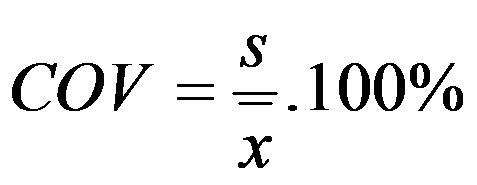 COV = s/x̄ .100%